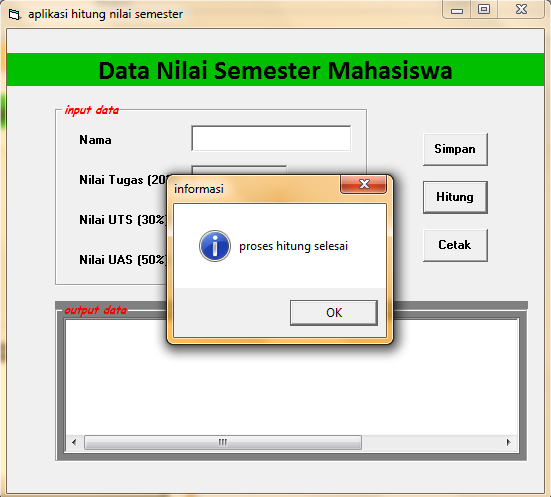 aplikasi hitung nilai semester
Data Nilai Semester Mahasiswa
input data
Nama
Simpan
Nilai Tugas (20
informasi
Hitung
Nilai UTS (30%)
proses hitung selesai
Cetak
Nilai UAS (50%)
OK
output data